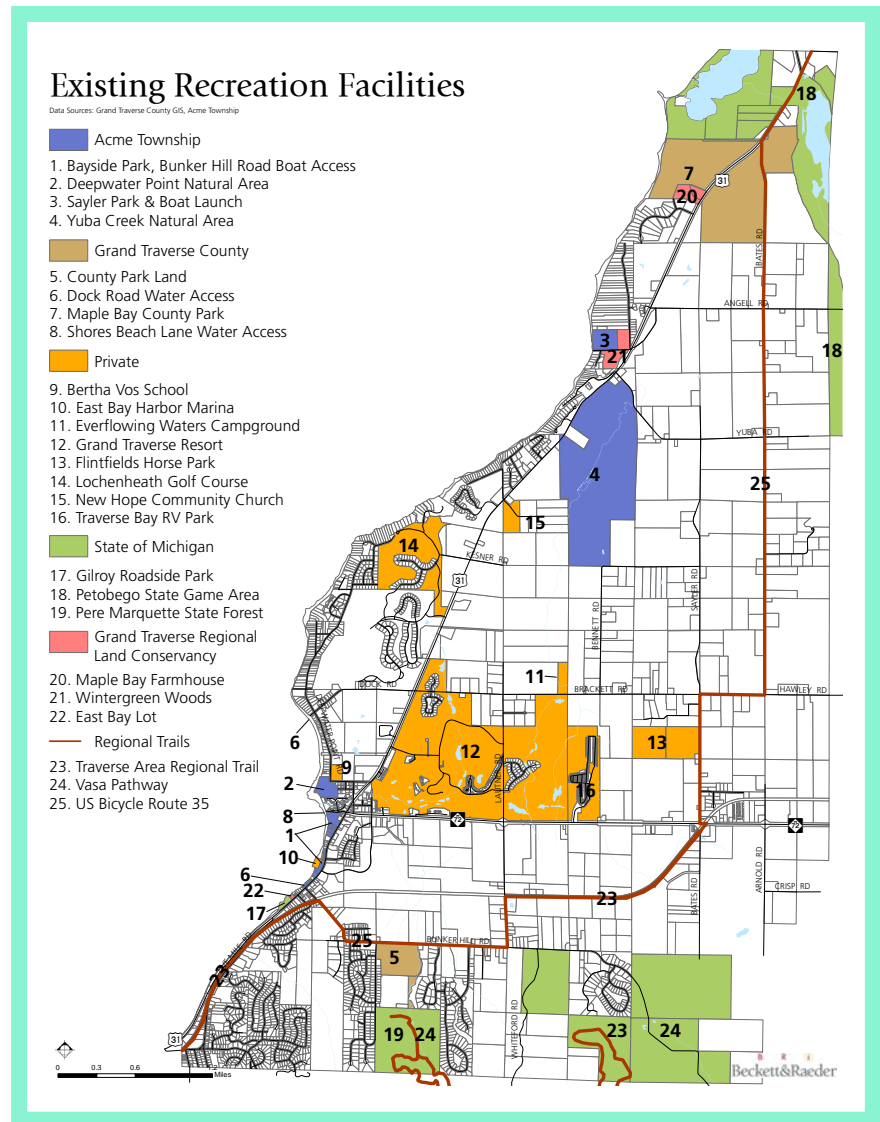 Existing Recreation Facilities
Data Sources: Grand Traverse County GIS, Acme Township
Acme Township
1. Bayside Park, Bunker Hill Road Boat Access
2. Deepwater Point Natural Area
3. Sayler Park & Boat Launch
4. Yuba Creek Natural Area
Grand Traverse County
5. County Park Land
6. Dock Road Water Access
7. Maple Bay County Park
8. Shores Beach Lane Water Access
Private
9. Bertha Vos School
10. East Bay Harbor Marina
11. Everflowing Waters Campground
12. Grand Traverse Resort
13. Flintfields Horse Park
14. Lochenheath Golf Course
15. New Hope Community Church
16. Traverse Bay RV Park
State of Michigan
17. Gilroy Roadside Park
18. Petobego State Game Area
19. Pere Marquette State Forest
Grand Traverse Regional
Land Conservancy
20. Maple Bay Farmhouse
21. Wintergreen Woods
22. East Bay Lot
Regional Trails
23. Traverse Area Regional Trail
24. Vasa Pathway
25. US Bicycle Route 35
18
7
31
20
BATES RD
ANGELL RD
3
21
18
YUBA RD
4
25
15
14
KESNER RD
31
SAYLER RD
BENNETT RD
11
DOCK RD
BRACKETT RD
HAWLEY RD
6
13
12
9
LAUTNER RD
2
16
8
72
72
1
10
6
22
17
ARNOLD RD
BATES RD
CRISP RD
23
25
BUNKER HILL RD
5
23
WHITEFORD RD
19
24
23
24
31
0
0.3
0.6
1.2
Miles
B R i
Beckett&Raeder